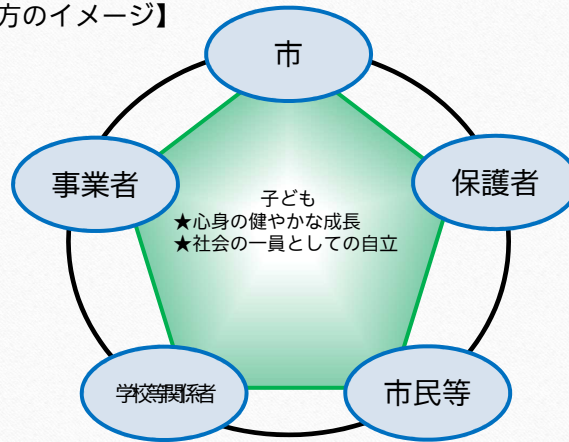 方のイメージ】
市
事業者
保護者
子ども
★心身の健やかな成長
★社会の一員としての自立
学校等関係者
市民等